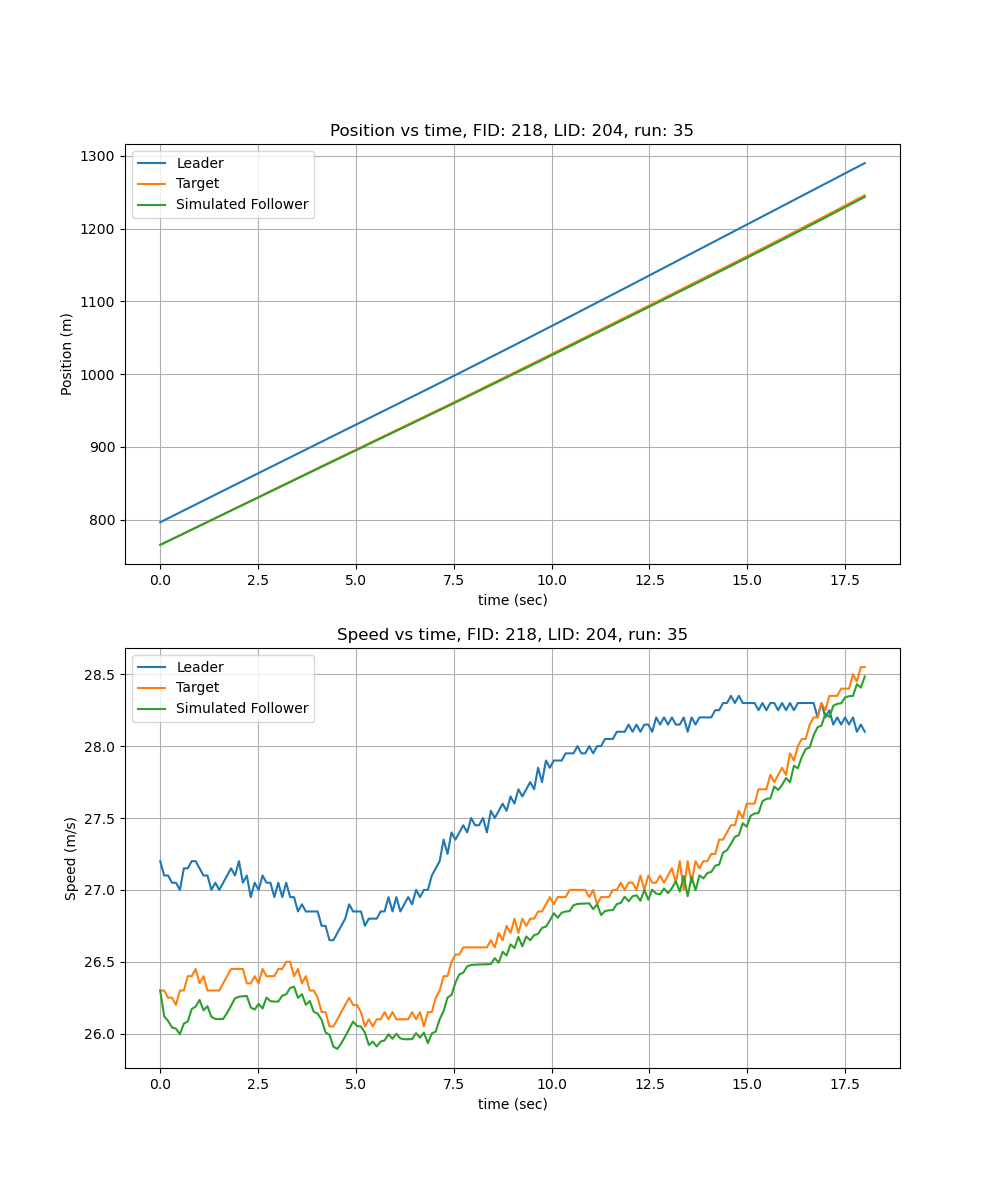 Position vs time, FID: 218, LID: 204, run: 35
Leader
Target
Simulated Follower
1300
1200
1100
1000
900
800
Position (m)
0.0 2.5 5.0 7.5 10.0 12.5 15.0 17.5
time (sec)
Speed vs time, FID: 218, LID: 204, run: 35
Leader
Target
Simulated Follower
28.5
28.0
27.5
27.0
26.5
26.0
Speed (m/s)
0.0 2.5 5.0 7.5 10.0 12.5 15.0 17.5
time (sec)